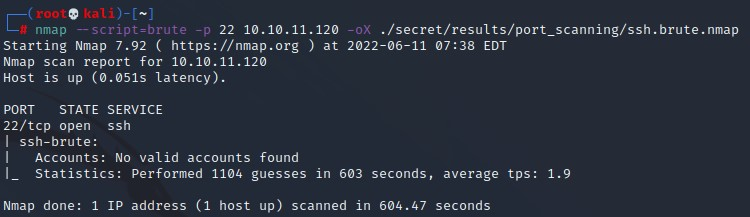 ┌──(root💀kali)-[~]
└─# nmap --script=brute -p 22 10.10.11.120 -oX ./secret/results/port_scanning/ssh.brute.nmap
Starting Nmap 7.92 ( https://nmap.org ) at 2022-06-11 07:38 EDT
Nmap scan report for 10.10.11.120
Host is up (0.051s latency).
PORT   STATE SERVICE
22/tcp open  ssh
| ssh-brute:
|   Accounts: No valid accounts found
|_  Statistics: Performed 1104 guesses in 603 seconds, average tps: 1.9
Nmap done: 1 IP address (1 host up) scanned in 604.47 seconds